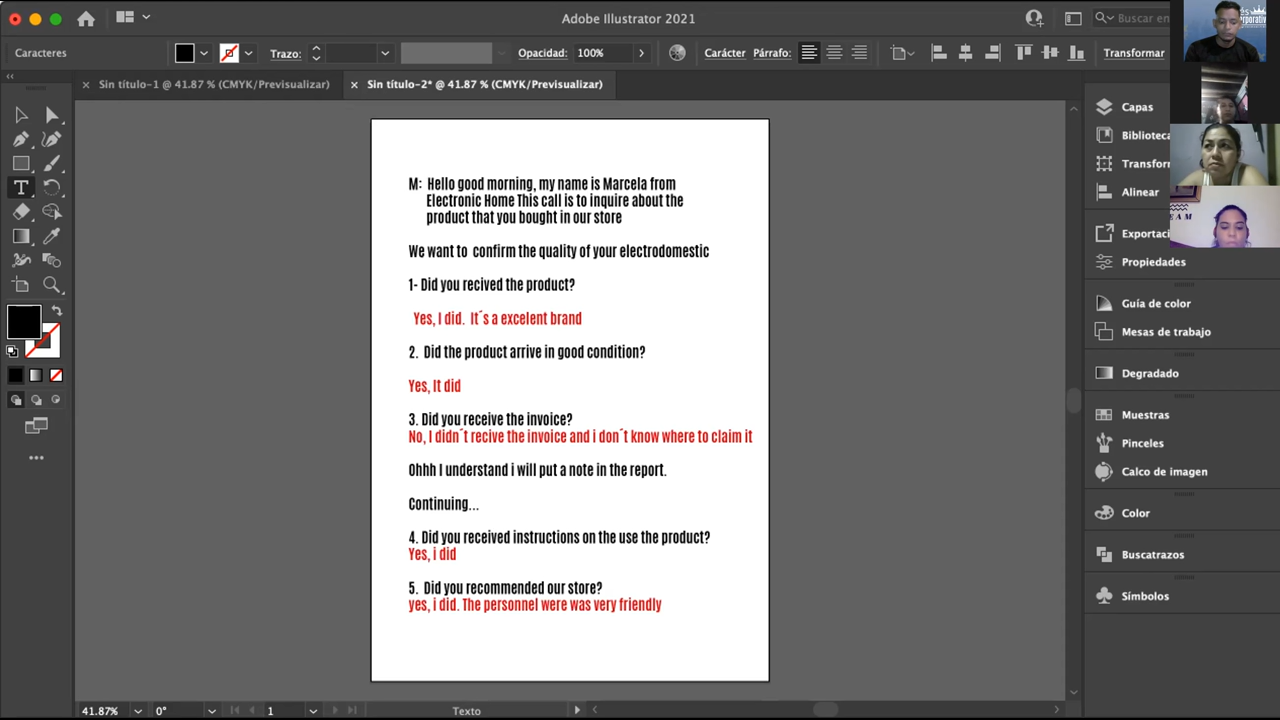 Adobe Illustrator 2021
Buscar en
Caracteres
Trazo:
Opacidad:
100%
Carácter
Párrafo:
Transformar
Sin título-1 @ 41.87 % (CMYK/Previsualizar)
Sin título-2* @ 41.87 % (CMYK/Previsualizar)
M: Hello good morning, my name is Marcela from
Electronic Home This call is to inquire about the
product that you bought in our store
We want to confirm the quality of your electrodomestic
1- Did you recived the product?
Yes, I did. It´s a excelent brand
2. Did the product arrive in good condition?
Yes, It did
3. Did you receive the invoice?
No, I didn´t recive the invoice and i don´t know where to claim it
Ohhh I understand i will put a note in the report.
Continuing...
4. Did you received instructions on the use the product?
Yes, i did
5. Did you recommended our store?
yes, i did. The personnel were was very friendly
Capas
Biblioteca
Transform
Alinear
Exportaci
Propiedades
Guía de color
Mesas de trabajo
Degradado
Muestras
Pinceles
Calco de imagen
Color
Buscatrazos
Símbolos
41.87%
0°
1
Texto